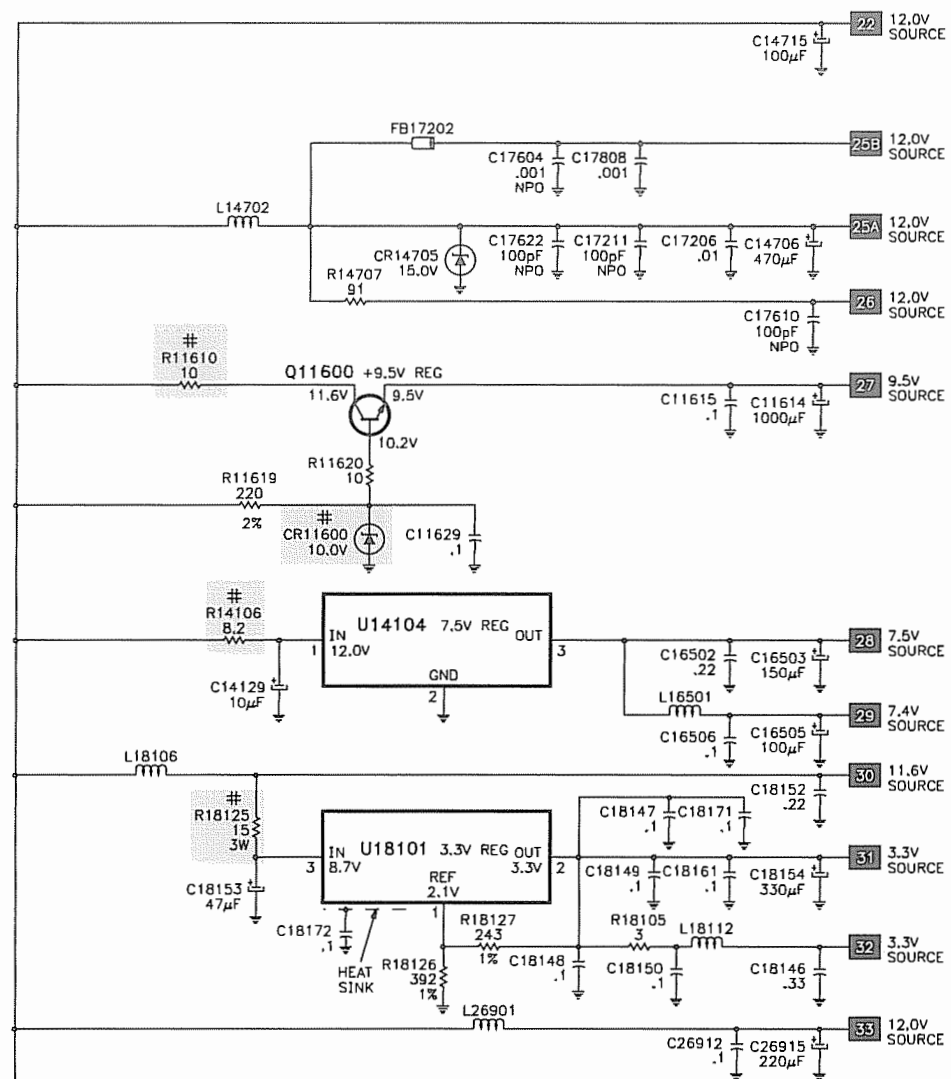 22 12.0V
SOURCE
C14715
100µF
FB17202
25B 12.0V
SOURCE
C17604
.001
NPO
C17808
.001
L14702
25A 12.0V
SOURCE
CR14705
15.0V
C17622
100pF
NPO
C17211
100pF
NPO
C17206
.01
C14706
470µF
R14707
91
26 12.0V
SOURCE
C17610
100pF
NPO
#
R11610
10
Q11600 +9.5V REG
11.6V 9.5V
10.2V
27 9.5V
SOURCE
C11615
.1
C11614
1000µF
R11620
10
R11619
220
2%
#
CR11600
10.0V
C11629
.1
#
R14106
8.2
U14104 7.5V REG
IN
12.0V
OUT
GND
1
2
3
C14129
10µF
28 7.5V
SOURCE
C16502
.22
C16503
150µF
L16501
29 7.4V
SOURCE
C16506
.1
C16505
100µF
L18106
30 11.6V
SOURCE
C18152
.22
#
R18125
15
3W
U18101 3.3V REG
IN
8.7V
OUT
3.3V
REF
2.1V
3
2
1
C18147
.1
C18171
.1
31 3.3V
SOURCE
C18153
47µF
C18149
.1
C18161
.1
C18154
330µF
C18172
.1
HEAT
SINK
R18127
243
1%
R18126
392
1%
C18148
.1
R18105
3
L18112
C18150
.1
32 3.3V
SOURCE
C18146
.33
L26901
33 12.0V
SOURCE
C26912
.1
C26915
220µF